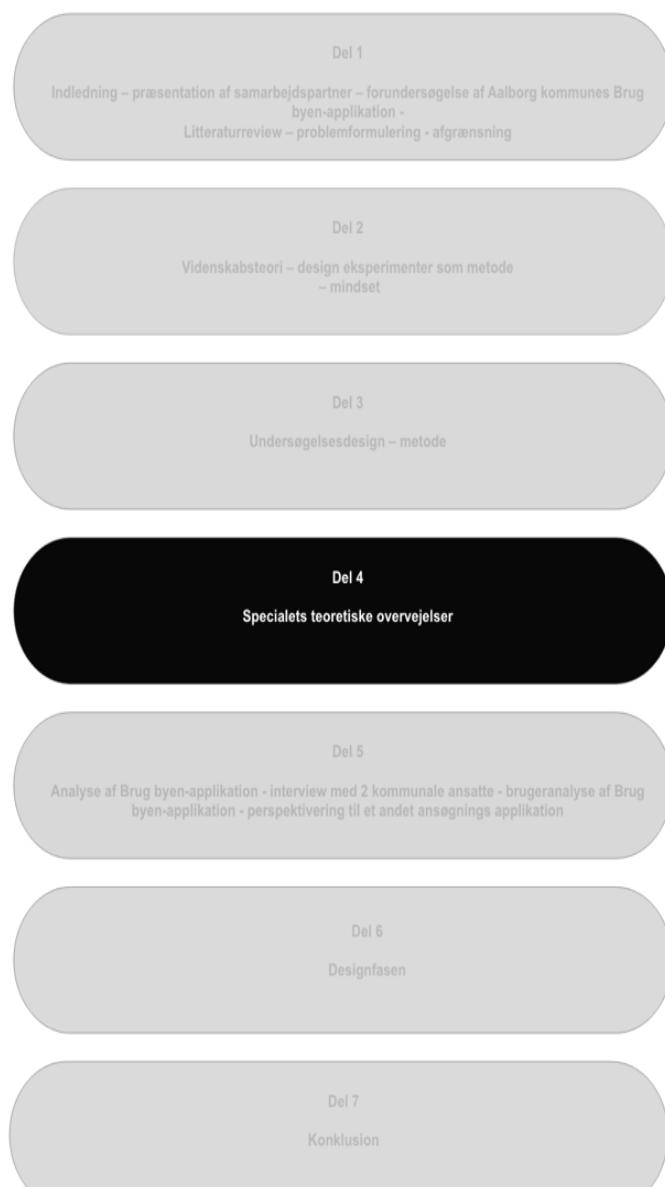 Del 1
Indledning – præsentation af samarbejdspartner – forundersøgelse af Aalborg kommunes Brug
byen-applikation -
Litteraturreview – problemformulering - afgrænsning
Del 2
Videnskabsteori – design eksperimenter som metode
– mindset
Del 3
Undersøgelsesdesign – metode
Del 4
Specialets teoretiske overvejelser
Del 5
Analyse af Brug byen-applikation - interview med 2 kommunale ansatte - brugeranalyse af Brug
byen-applikation - perspektivering til et andet ansøgnings applikation
Del 6
Designfasen
Del 7
Konklusion